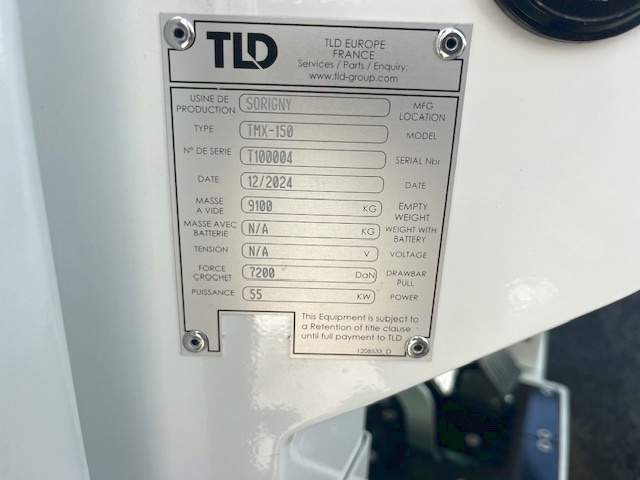 TLD
TLD EUROPE
FRANCE
Services / Parts / Enquiry:
www.tld-group.com
USINE DE PRODUCTION SORIGNY MFG LOCATION
TYPE TMX-150 MODEL
N° DE SERIE T100004 SERIAL Nbr
DATE 12/2024 DATE
MASSE A VIDE 9100 KG EMPTY WEIGHT
MASSE AVEC BATTERIE N/A KG WEIGHT WITH BATTERY
TENSION N/A V VOLTAGE
FORCE CROCHET 7200 DaN DRAWBAR PULL
PUISSANCE 55 KW POWER
This Equipment is subject to
a Retention of title clause
until full payment to TLD
1208533 D